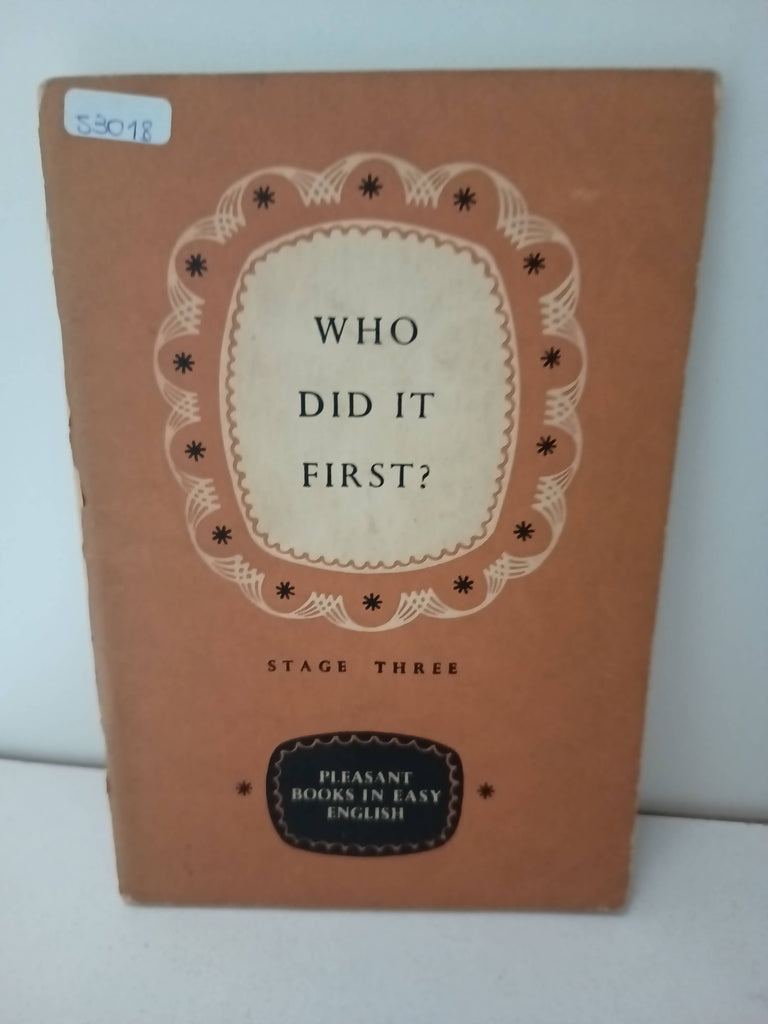 53018
WHO
DID IT
FIRST?
STAGE THREE
PLEASANT
BOOKS IN EASY
ENGLISH